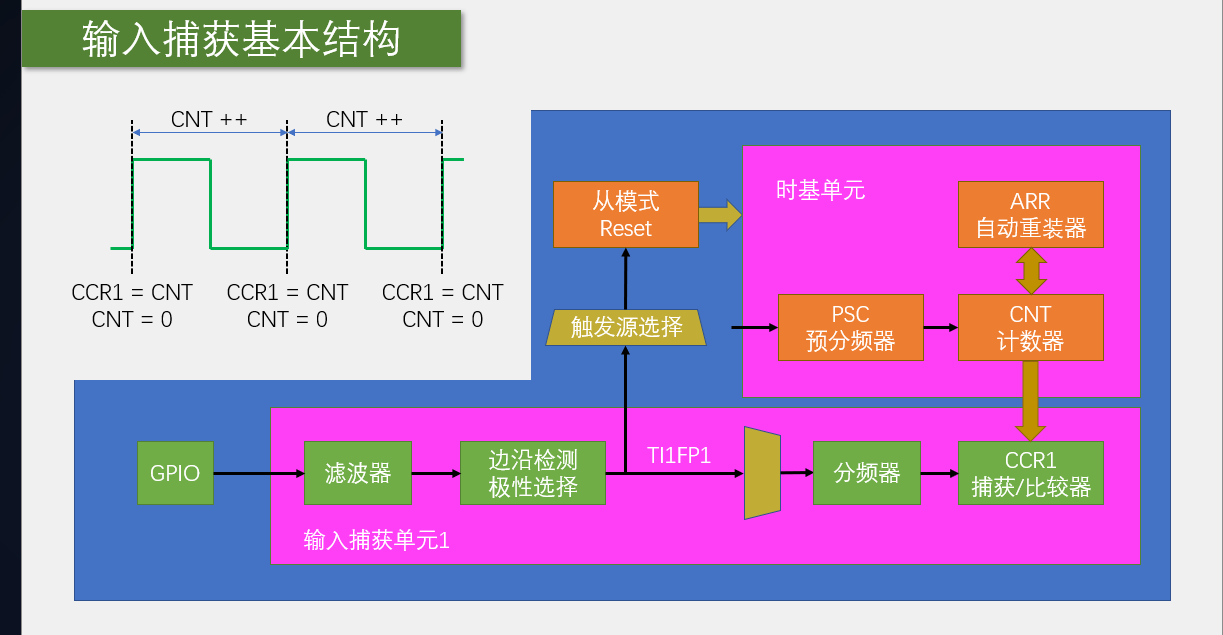 输入捕获基本结构
CNT ++
CNT ++
CCR1 = CNT
CNT = 0
CCR1 = CNT
CNT = 0
CCR1 = CNT
CNT = 0
从模式
Reset
时基单元
ARR
自动重装器
触发源选择
PSC
预分频器
CNT
计数器
GPIO
滤波器
边沿检测
极性选择
TI1FP1
分频器
CCR1
捕获/比较器
输入捕获单元1